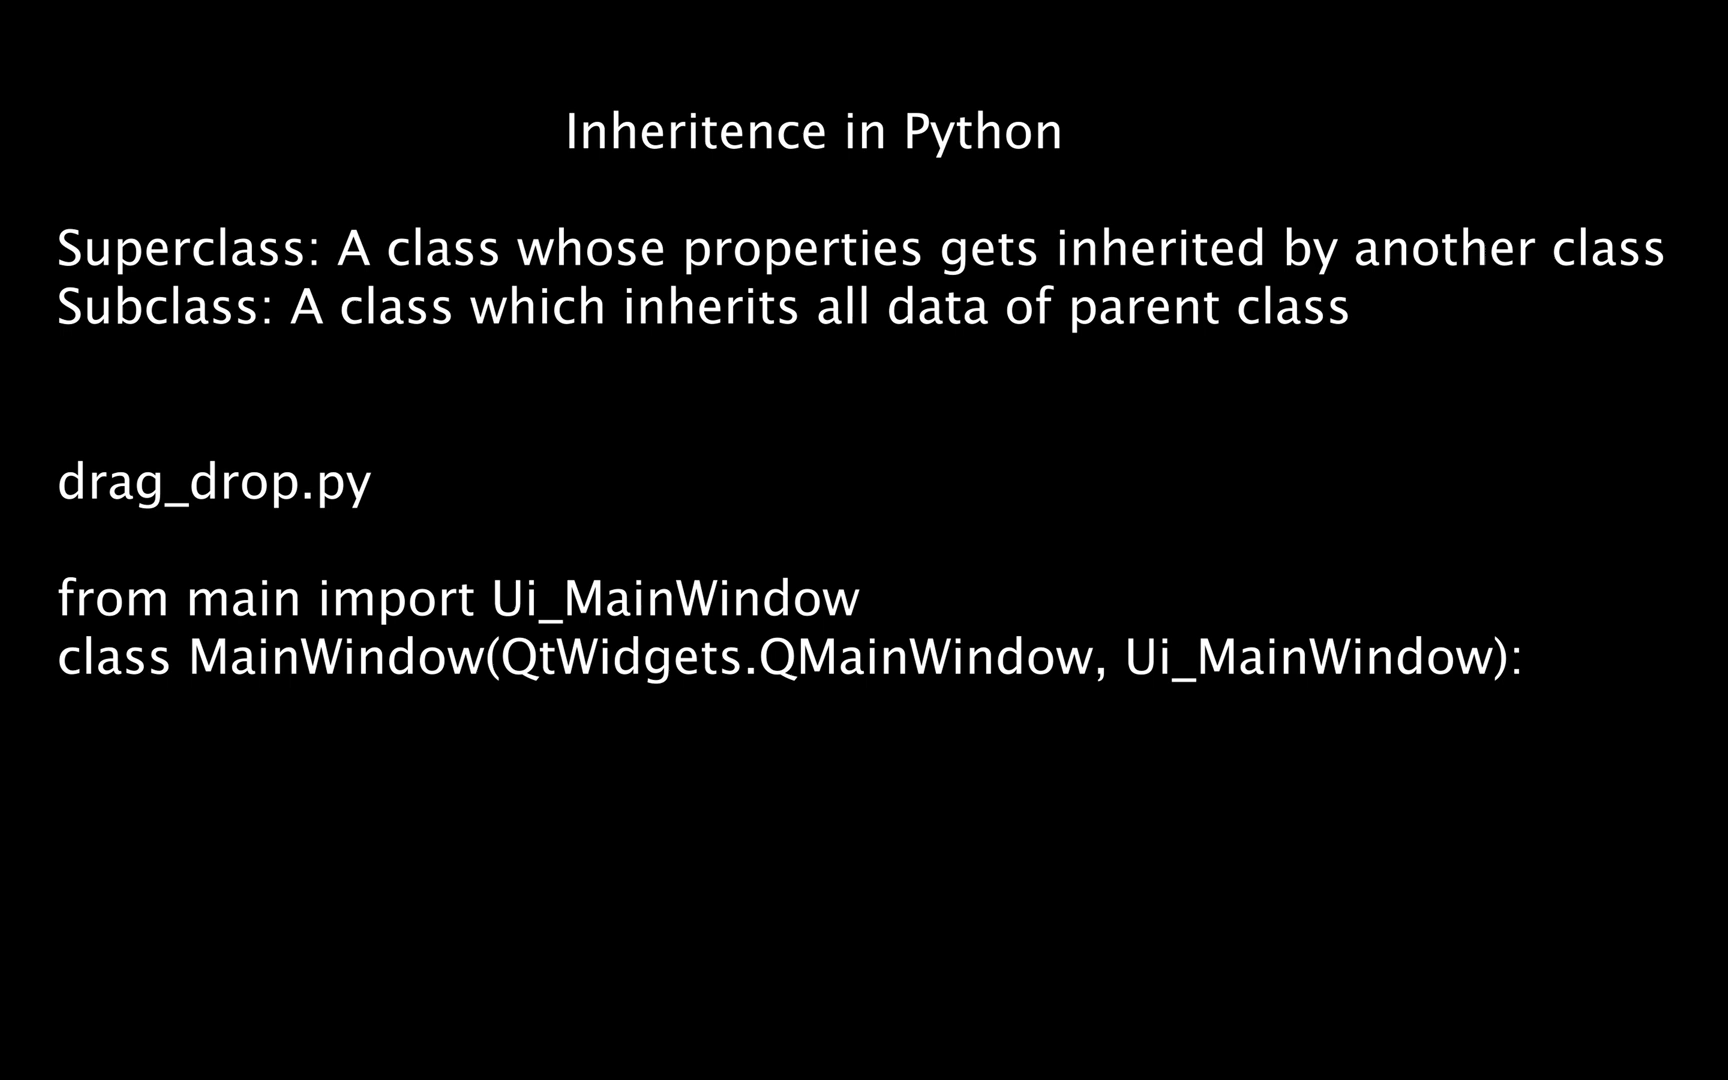 Inheritence in Python
Superclass: A class whose properties gets inherited by another class
Subclass: A class which inherits all data of parent class
drag_drop.py
from main import Ui_MainWindow
class MainWindow(QtWidgets.QMainWindow, Ui_MainWindow):